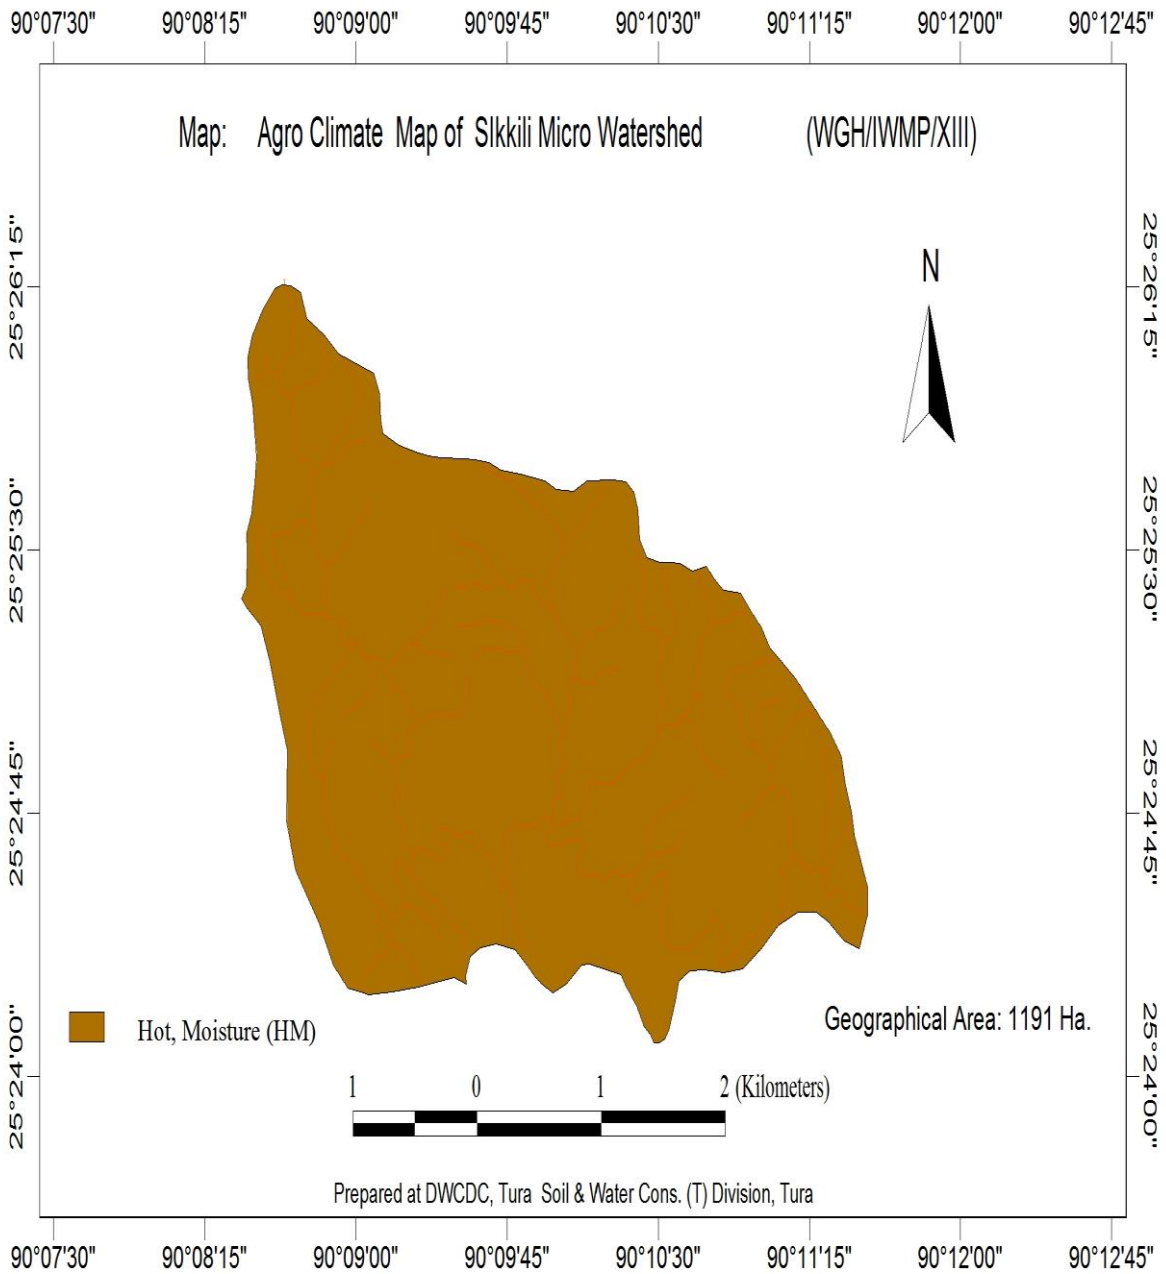 90°07'30" 90°08'15" 90°09'00" 90°09'45" 90°10'30" 90°11'15" 90°12'00" 90°12'45"
Map: Agro Climate Map of SIkkili Micro Watershed (WGH/IWMP/XIII)
25°26'15" 25°26'15"
N
25°25'30" 25°25'30"
25°24'45" 25°24'45"
Geographical Area: 1191 Ha.
Hot, Moisture (HM)
25°24'00" 25°24'00"
1 0 1 2 (Kilometers)
Prepared at DWCDC, Tura Soil & Water Cons. (T) Division, Tura
90°07'30" 90°08'15" 90°09'00" 90°09'45" 90°10'30" 90°11'15" 90°12'00" 90°12'45"